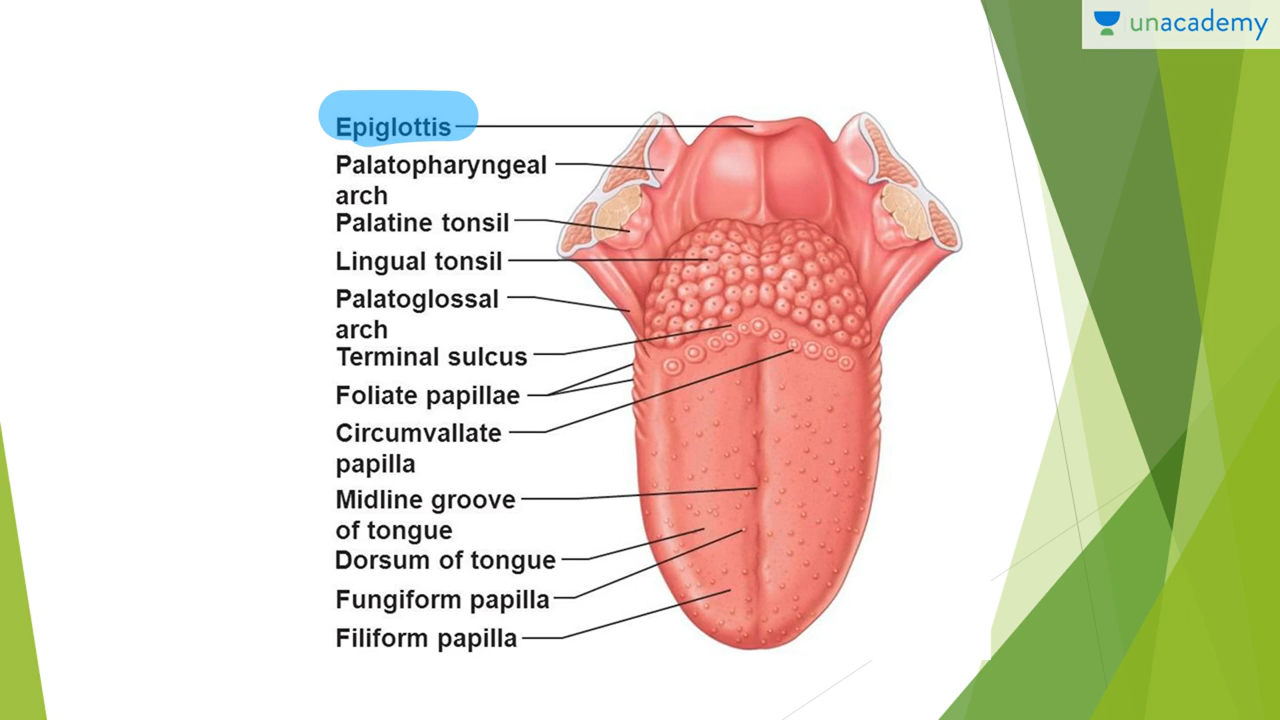 unacademy
Epiglottis
Palatopharyngeal
arch
Palatine tonsil
Lingual tonsil
Palatoglossal
arch
Terminal sulcus
Foliate papillae
Circumvallate
papilla
Midline groove
of tongue
Dorsum of tongue
Fungiform papilla
Filiform papilla